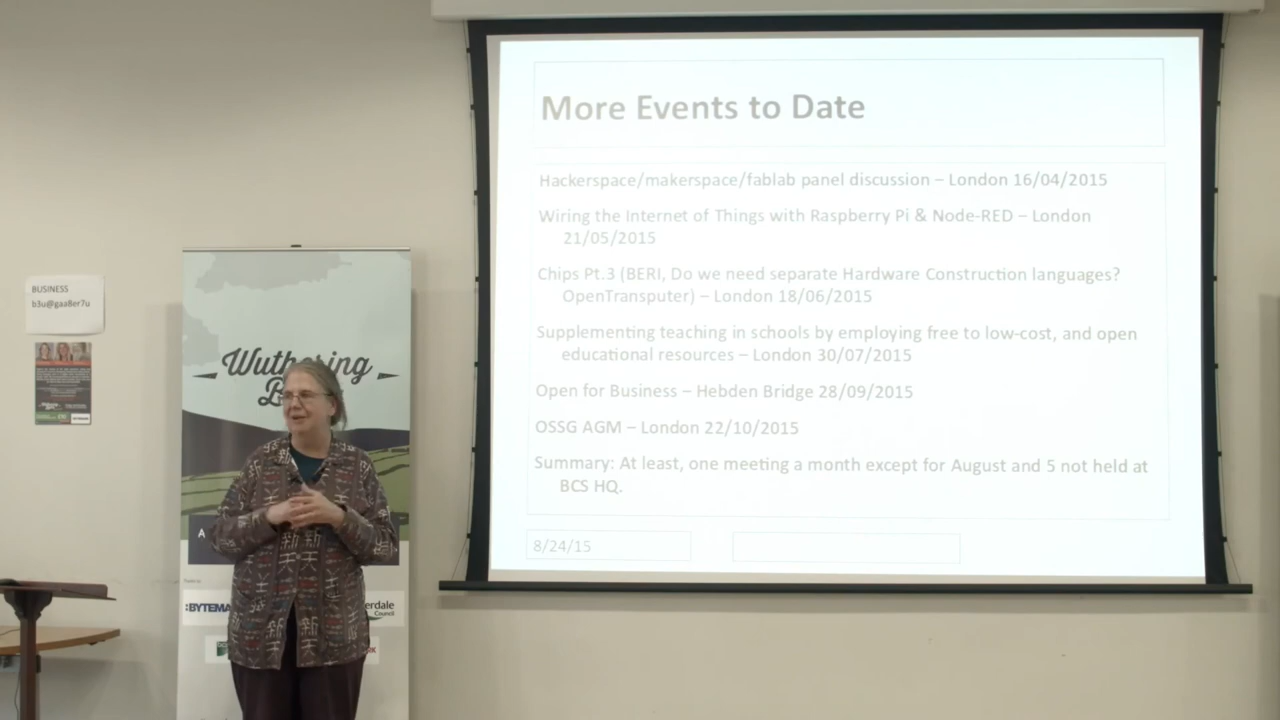 More Events to Date
Hackerspace/makerspace/fablab panel discussion – London 16/04/2015
Wiring the Internet of Things with Raspberry Pi & Node-RED – London
21/05/2015
Chips Pt.3 (BERI, Do we need separate Hardware Construction languages?
OpenTransputer) – London 18/06/2015
Supplementing teaching in schools by employing free to low-cost, and open
educational resources – London 30/07/2015
Open for Business – Hebden Bridge 28/09/2015
OSSG AGM – London 22/10/2015
Summary: At least, one meeting a month except for August and 5 not held at
BCS HQ.
8/24/15
BUSINESS
b3u@gaa8er7u
Wuthering
A
:BYTEMA
erdale
Council